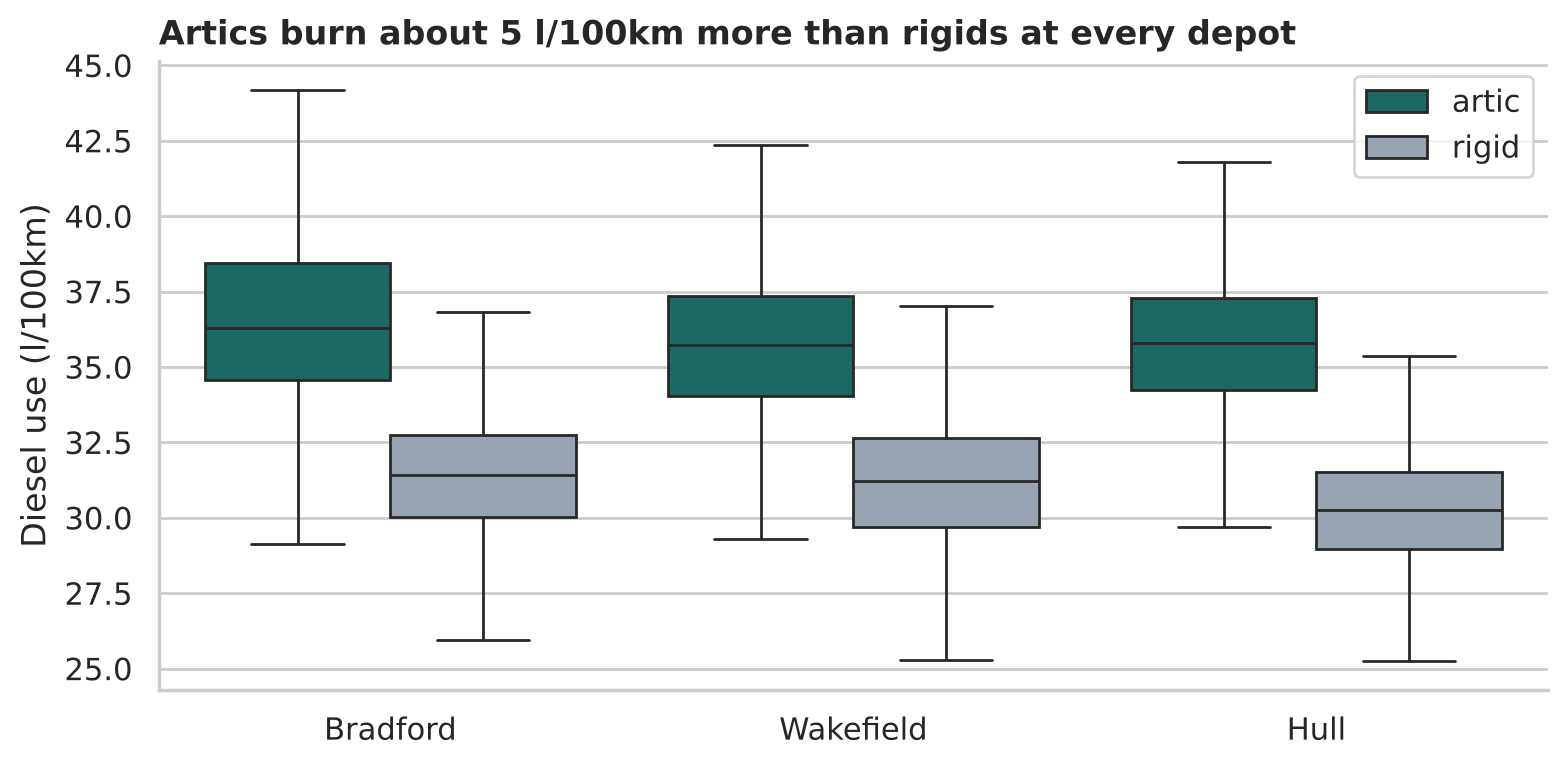 Artics burn about 5 l/100km more than rigids at every depot
45.0
42.5
40.0
37.5
35.0
32.5
30.0
27.5
25.0
Diesel use (l/100km)
artic
rigid
Bradford
Wakefield
Hull